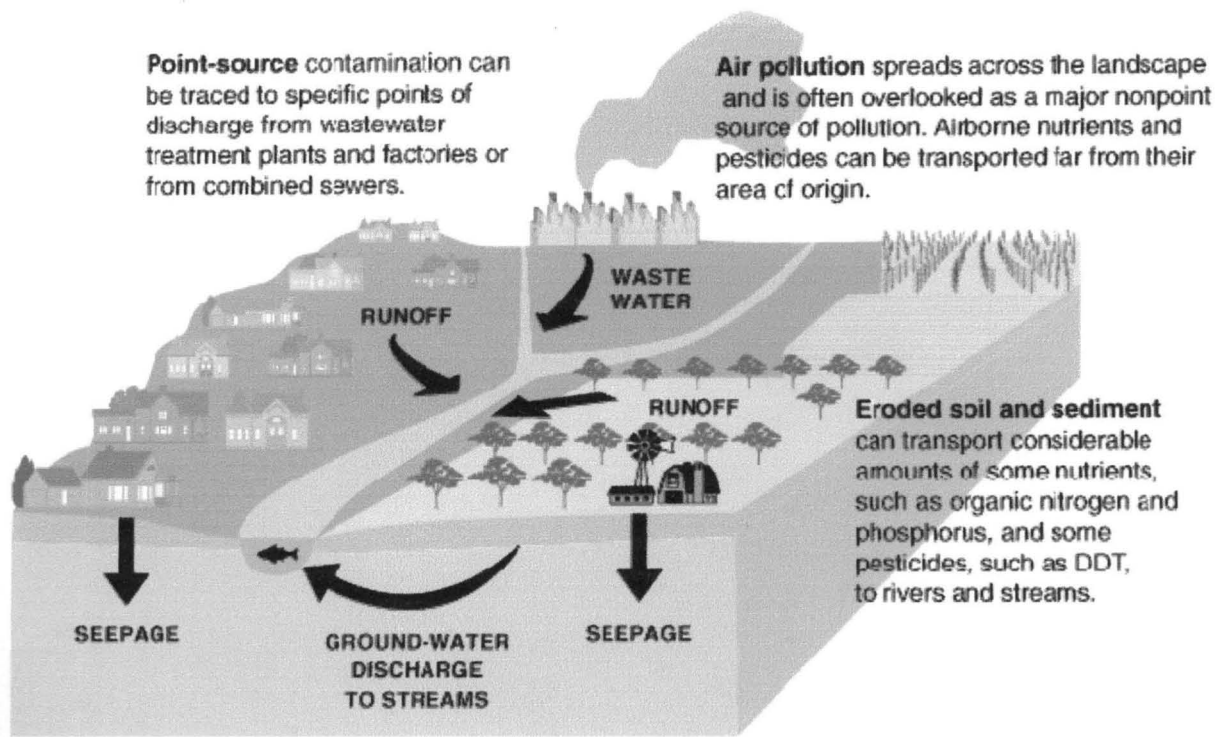 Point-source contamination can
be traced to specific points of
discharge from wastewater
treatment plants and factories or
from combined sewers.
Air pollution spreads across the landscape
and is often overlooked as a major nonpoint
source of pollution. Airborne nutrients and
pesticides can be transported far from their
area of origin.
WASTE
WATER
RUNOFF
RUNOFF
Eroded soil and sediment
can transport considerable
amounts of some nutrients,
such as organic nitrogen and
phosphorus, and some
pesticides, such as DDT,
to rivers and streams.
SEEPAGE
GROUND-WATER
DISCHARGE
TO STREAMS
SEEPAGE